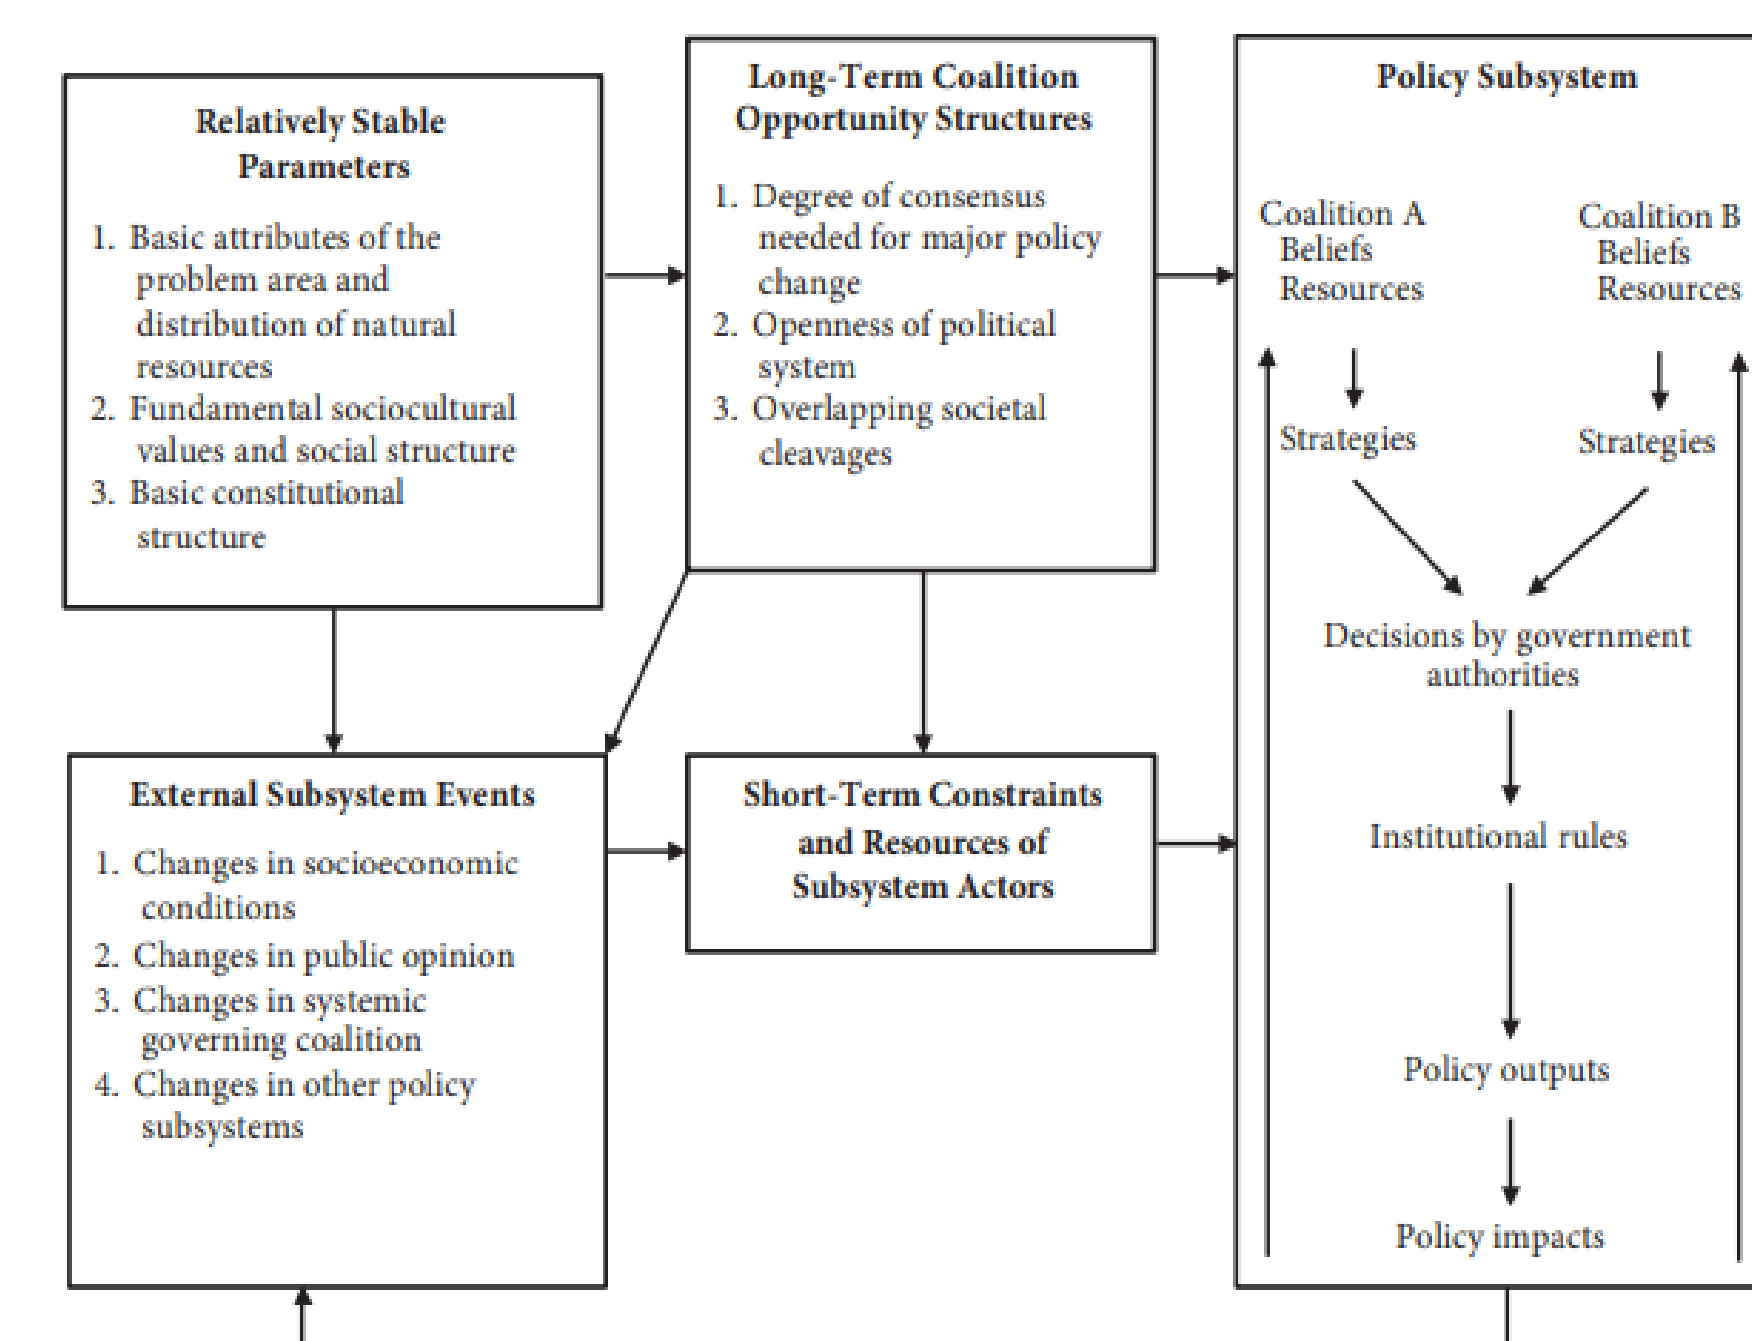 Relatively Stable
Parameters
1. Basic attributes of the
problem area and
distribution of natural
resources
2. Fundamental sociocultural
values and social structure
3. Basic constitutional
structure
Long-Term Coalition
Opportunity Structures
1. Degree of consensus
needed for major policy
change
2. Openness of political
system
3. Overlapping societal
cleavages
External Subsystem Events
1. Changes in socioeconomic
conditions
2. Changes in public opinion
3. Changes in systemic
governing coalition
4. Changes in other policy
subsystems
Short-Term Constraints
and Resources of
Subsystem Actors
Policy Subsystem
Coalition A
Beliefs
Resources
Coalition B
Beliefs
Resources
Strategies
Strategies
Decisions by government
authorities
Institutional rules
Policy outputs
Policy impacts